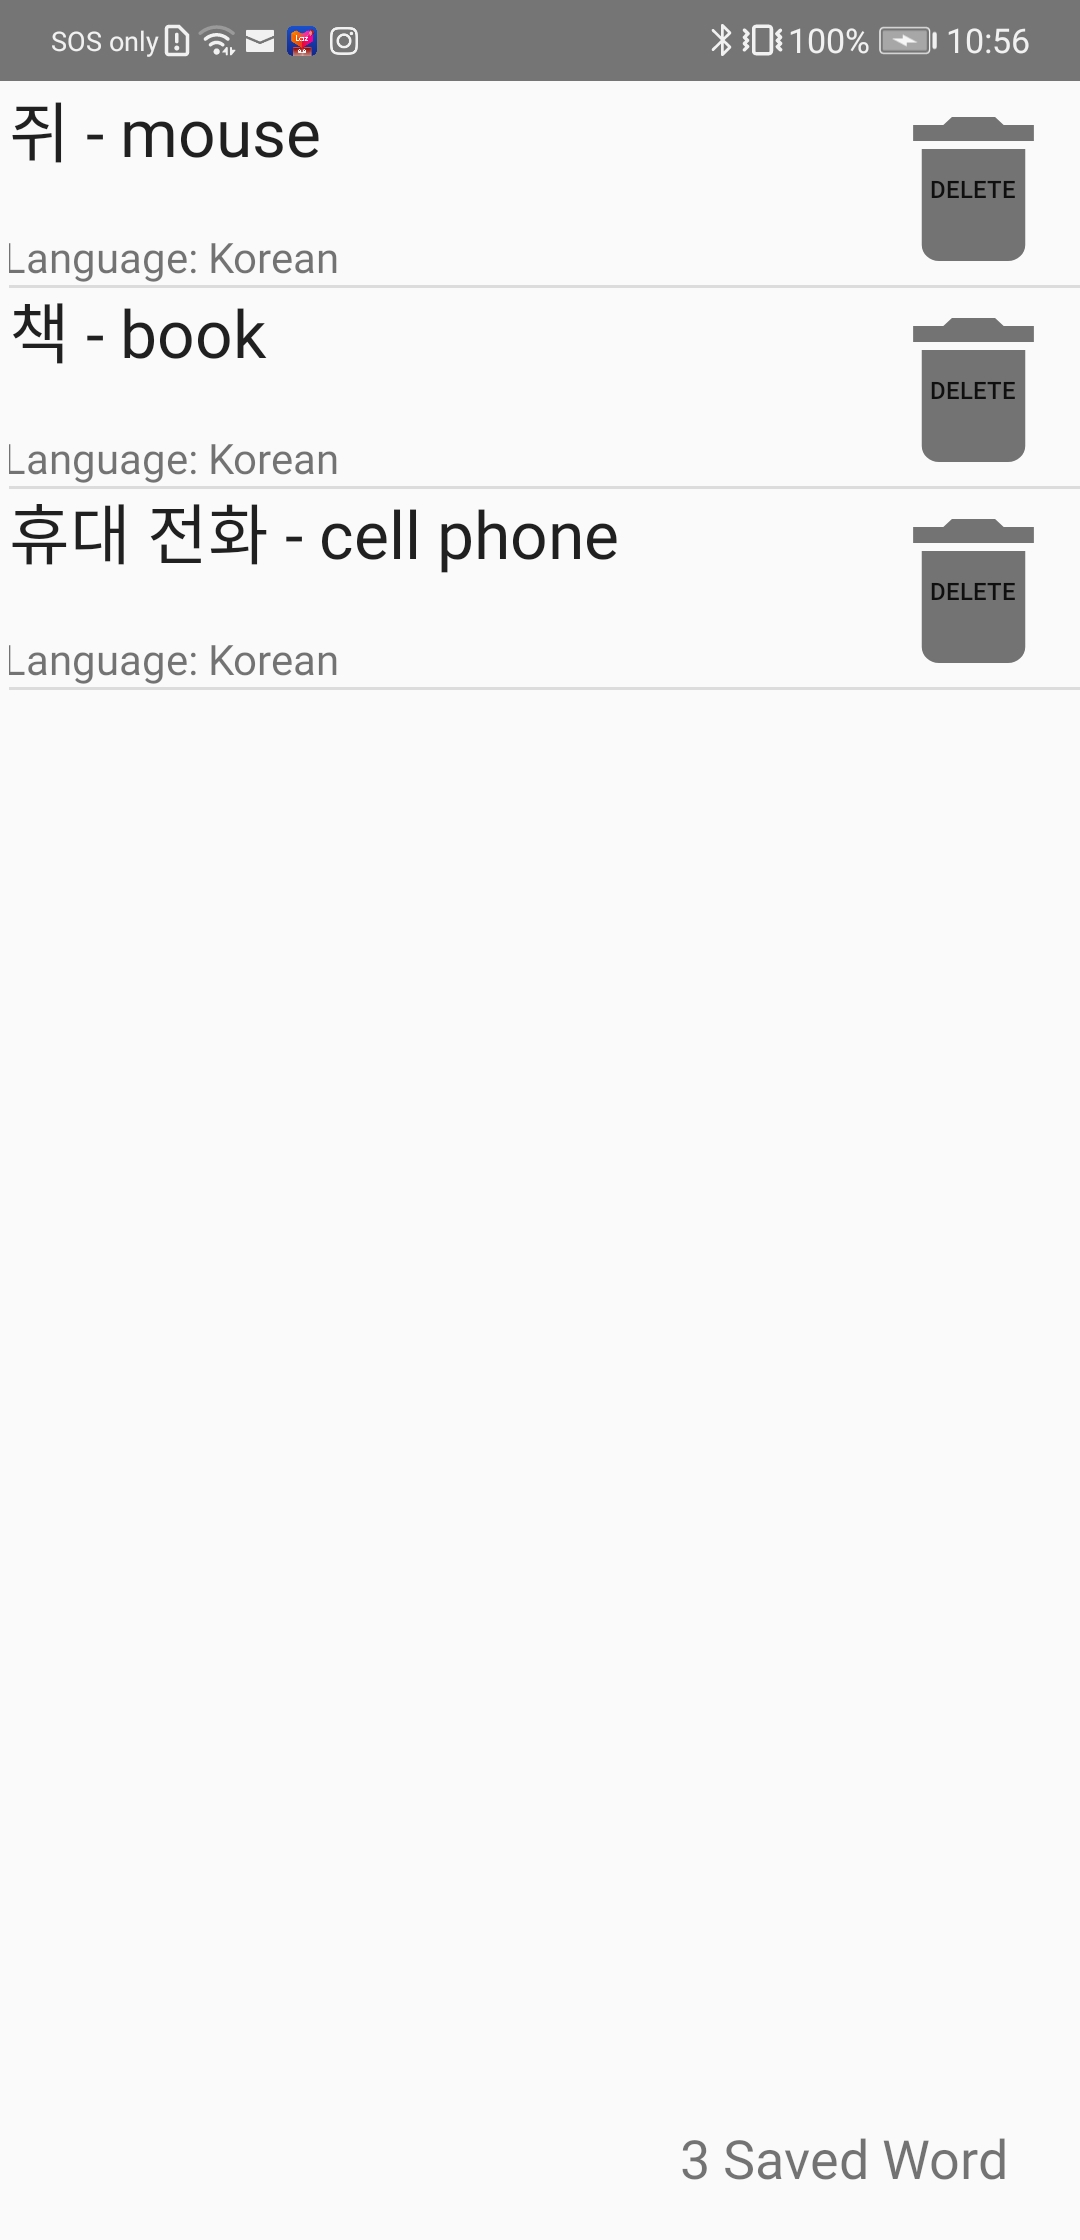 SOS only 100% 10:56
쥐 - mouse
DELETE
Language: Korean
책 - book
DELETE
Language: Korean
휴대 전화 - cell phone
DELETE
Language: Korean
3 Saved Word